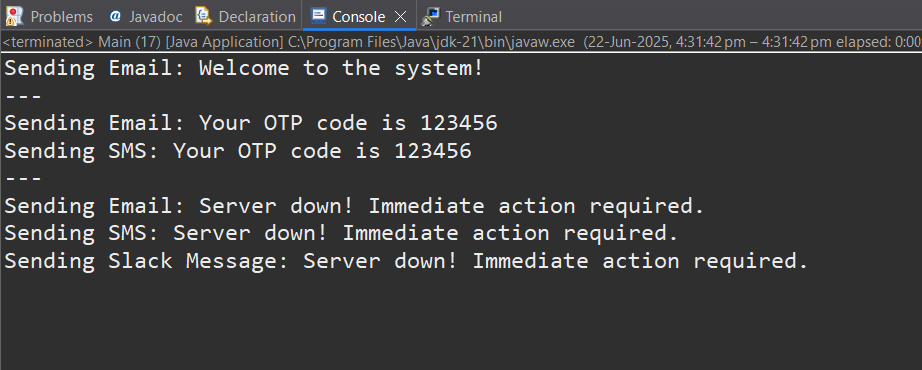 Problems @ Javadoc Declaration Console Terminal
<terminated> Main (17) [Java Application] C:\Program Files\Java\jdk-21\bin\javaw.exe (22-Jun-2025, 4:31:42 pm – 4:31:42 pm elapsed: 0:00
Sending Email: Welcome to the system!
---
Sending Email: Your OTP code is 123456
Sending SMS: Your OTP code is 123456
---
Sending Email: Server down! Immediate action required.
Sending SMS: Server down! Immediate action required.
Sending Slack Message: Server down! Immediate action required.